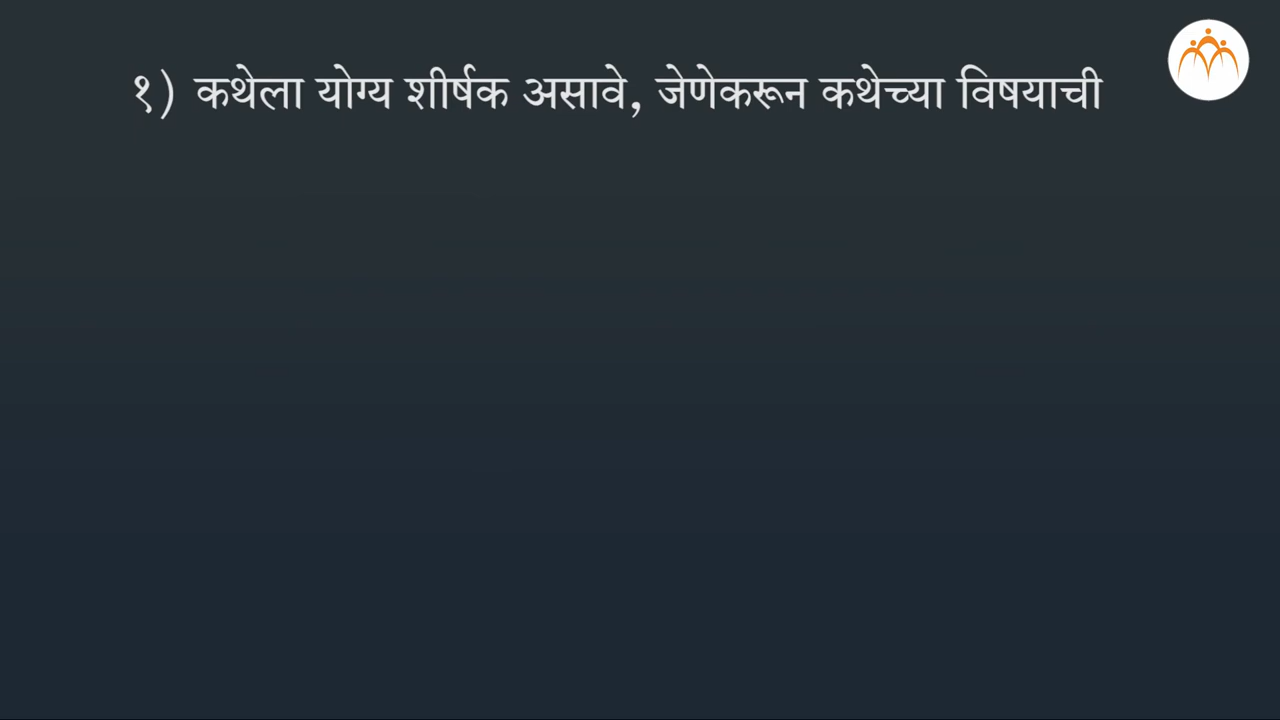 १) कथेला योग्य शीर्षक असावे, जेणेकरून कथेच्या विषयाची